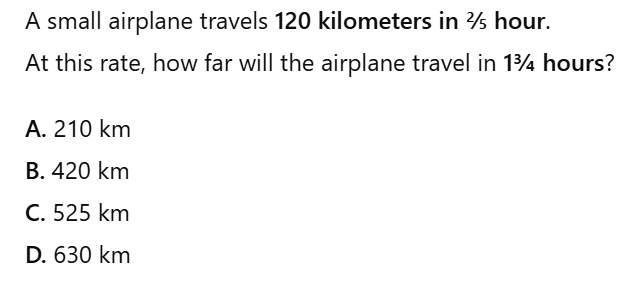 A small airplane travels 120 kilometers in ⅖ hour.
At this rate, how far will the airplane travel in 1¾ hours?
A. 210 km
B. 420 km
C. 525 km
D. 630 km